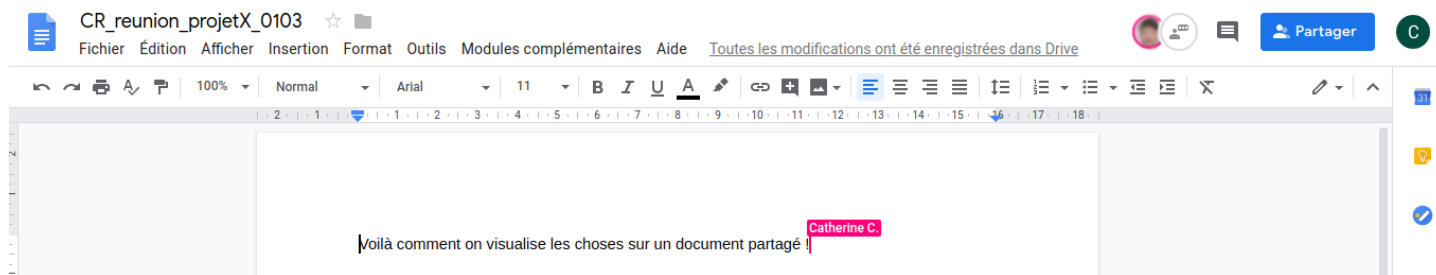 CR_reunion_projetX_0103
Fichier Édition Afficher Insertion Format Outils Modules complémentaires Aide Toutes les modifications ont été enregistrées dans Drive
Partager
C
100% Normal Arial 11 B I U A
31
2 1 1 2 3 4 5 6 7 8 9 10 11 12 13 14 15 16 17 18
2
Catherine C.
Voilà comment on visualise les choses sur un document partagé !